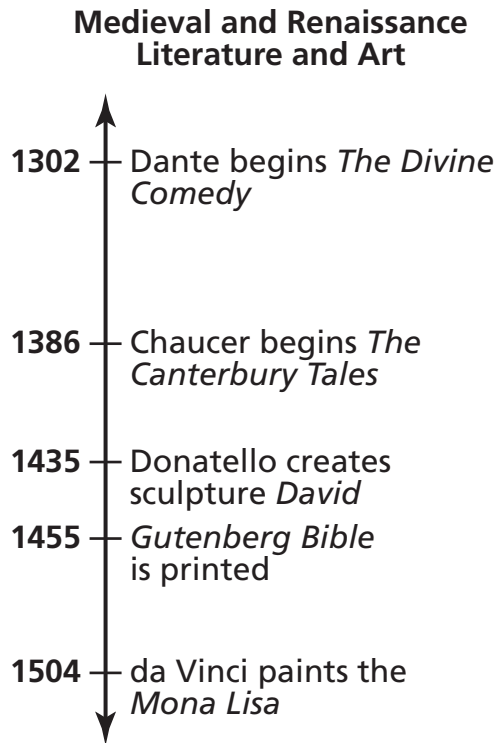 Medieval and Renaissance
Literature and Art
1302 Dante begins The Divine
Comedy
1386 Chaucer begins The
Canterbury Tales
1435 Donatello creates
sculpture David
1455 Gutenberg Bible
is printed
1504 da Vinci paints the
Mona Lisa